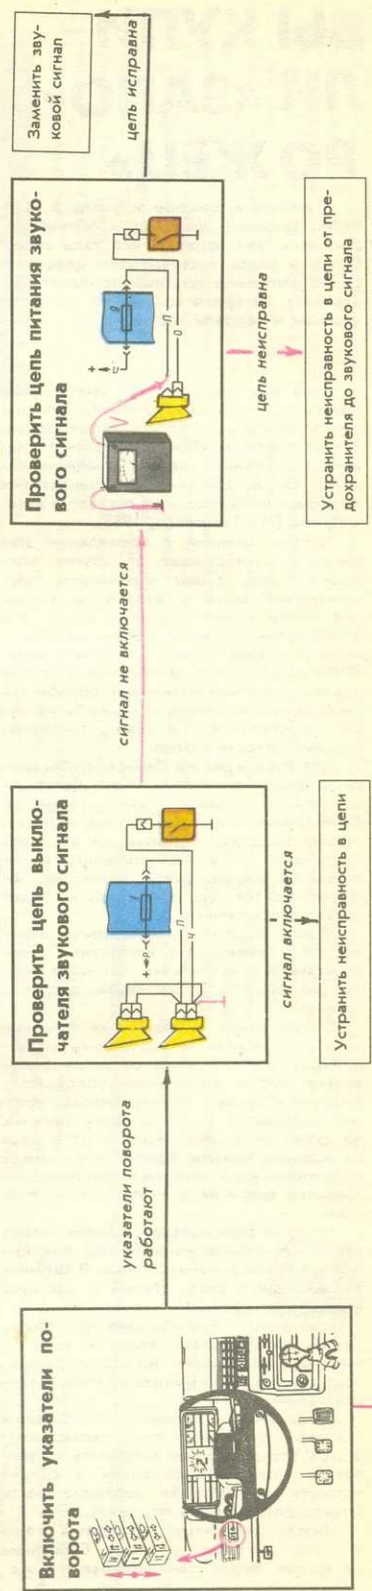 Включить указатели по-
ворота
указатели поворота
работают
Проверить цепь выклю-
чателя звукового сигнала
+
Р
П
Ч
сигнал включается
Устранить неисправность в цепи
сигнал не включается
Проверить цепь питания звуко-
вого сигнала
V
+
П
цепь неисправна
Устранить неисправность в цепи от пре-
дохранителя до звукового сигнала
цепь исправна
Заменить зву-
ковой сигнал